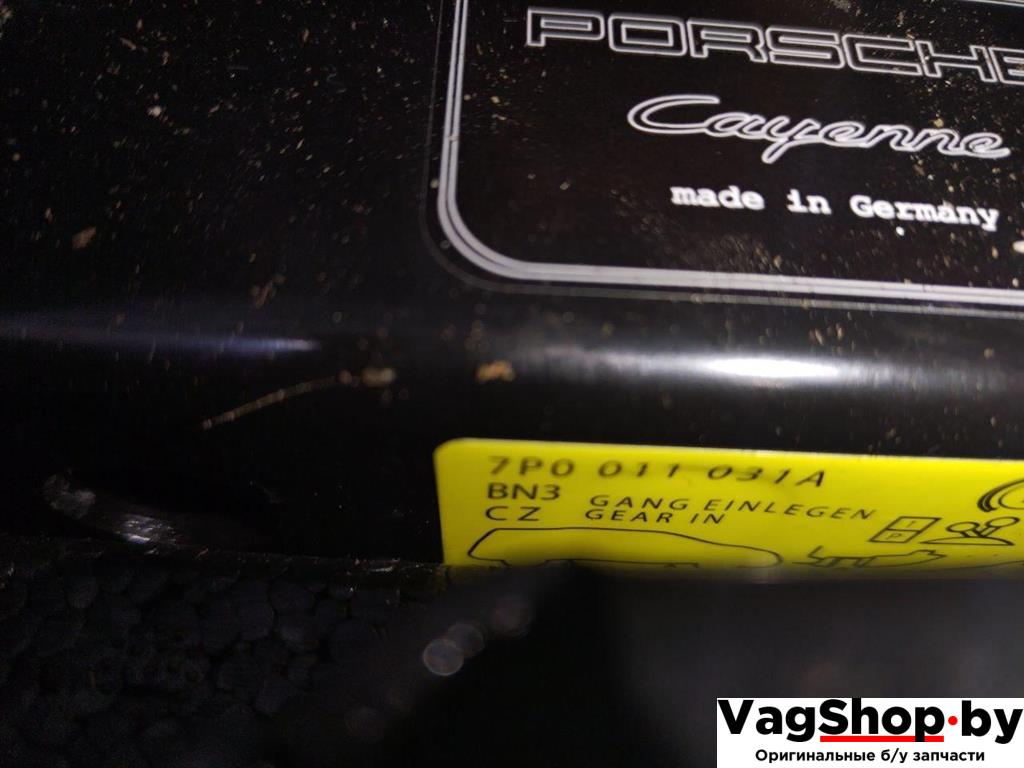 PORSCHE
Cayenne
made in Germany
7P0 011 031A
BN3
CZ
GANG EINLEGEN
GEAR IN
VagShop.by
Оригинальные б/у запчасти